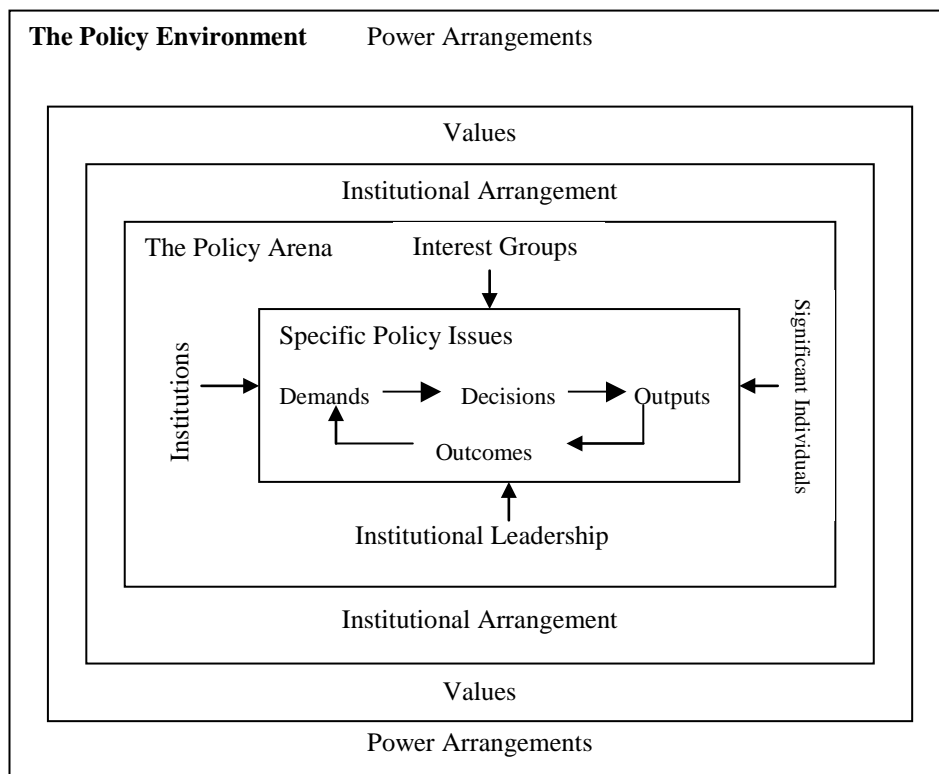 The Policy Environment Power Arrangements
Values
Institutional Arrangement
The Policy Arena Interest Groups
Institutions
Significant Individuals
Specific Policy Issues
Demands Decisions Outputs
Outcomes
Institutional Leadership
Institutional Arrangement
Values
Power Arrangements